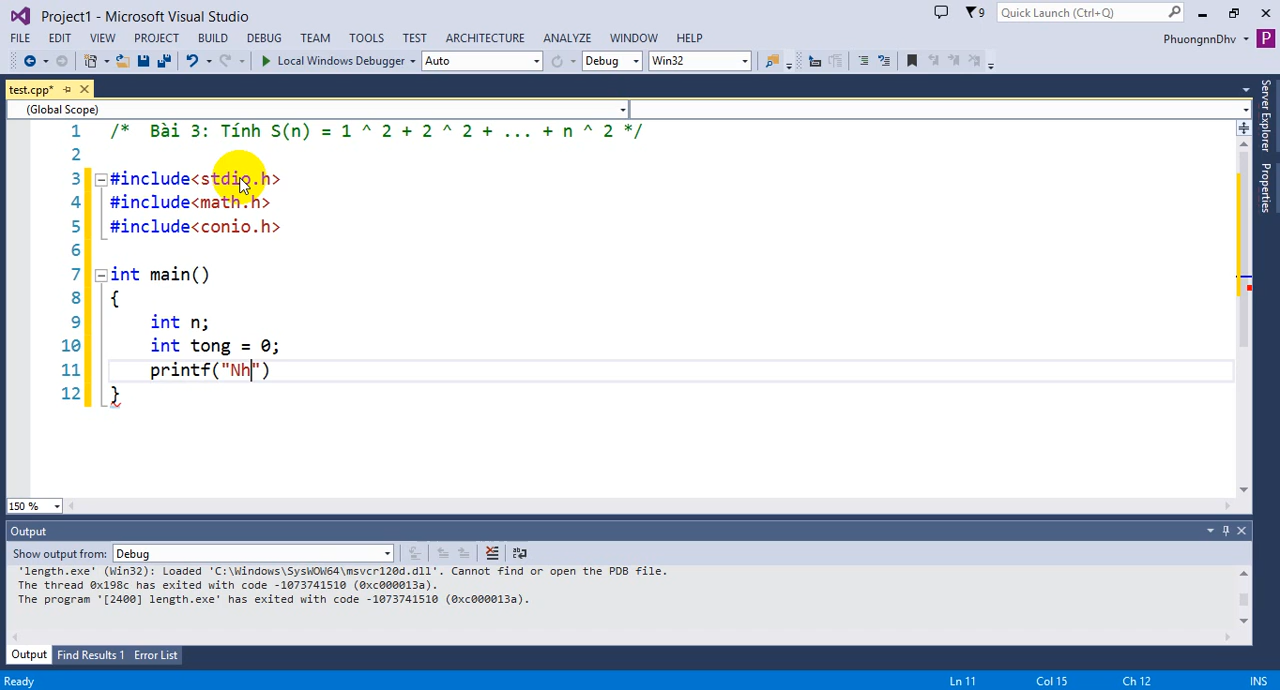 Project1 - Microsoft Visual Studio
9
Quick Launch (Ctrl+Q)
FILE EDIT VIEW PROJECT BUILD DEBUG TEAM TOOLS TEST ARCHITECTURE ANALYZE WINDOW HELP
PhuongnnDhv
P
Local Windows Debugger
Auto
Debug
Win32
test.cpp*
(Global Scope)
Server Explorer
Properties
1 /* Bài 3: Tính S(n) = 1 ^ 2 + 2 ^ 2 + ... + n ^ 2 */
2
3 #include<stdio.h>
4 #include<math.h>
5 #include<conio.h>
6
7 int main()
8 {
9 int n;
10 int tong = 0;
11 printf("Nh")
12 }
150 %
Output
Show output from: Debug
'length.exe' (Win32): Loaded 'C:\Windows\SysWOW64\msvcr120d.dll'. Cannot find or open the PDB file.
The thread 0x198c has exited with code -1073741510 (0xc000013a).
The program '[2400] length.exe' has exited with code -1073741510 (0xc000013a).
Output Find Results 1 Error List
Ready Ln 11 Col 15 Ch 12 INS